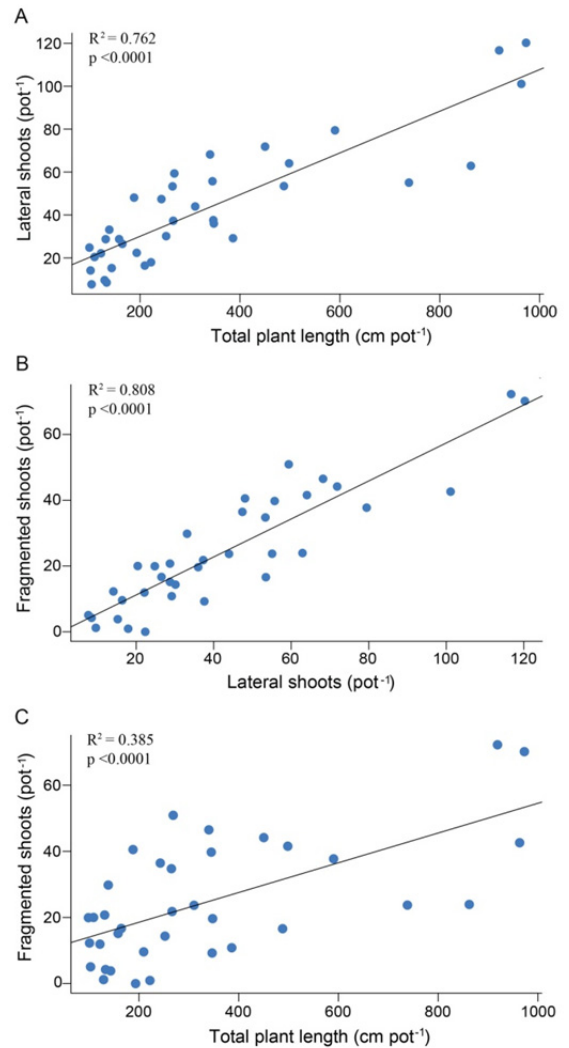 A
R² = 0.762
p <0.0001
Lateral shoots (pot⁻¹)
120
100
80
60
40
20
200
400
600
800
1000
Total plant length (cm pot⁻¹)
B
R² = 0.808
p <0.0001
Fragmented shoots (pot⁻¹)
60
40
20
0
20
40
60
80
100
120
Lateral shoots (pot⁻¹)
C
R² = 0.385
p <0.0001
Fragmented shoots (pot⁻¹)
60
40
20
0
200
400
600
800
1000
Total plant length (cm pot⁻¹)